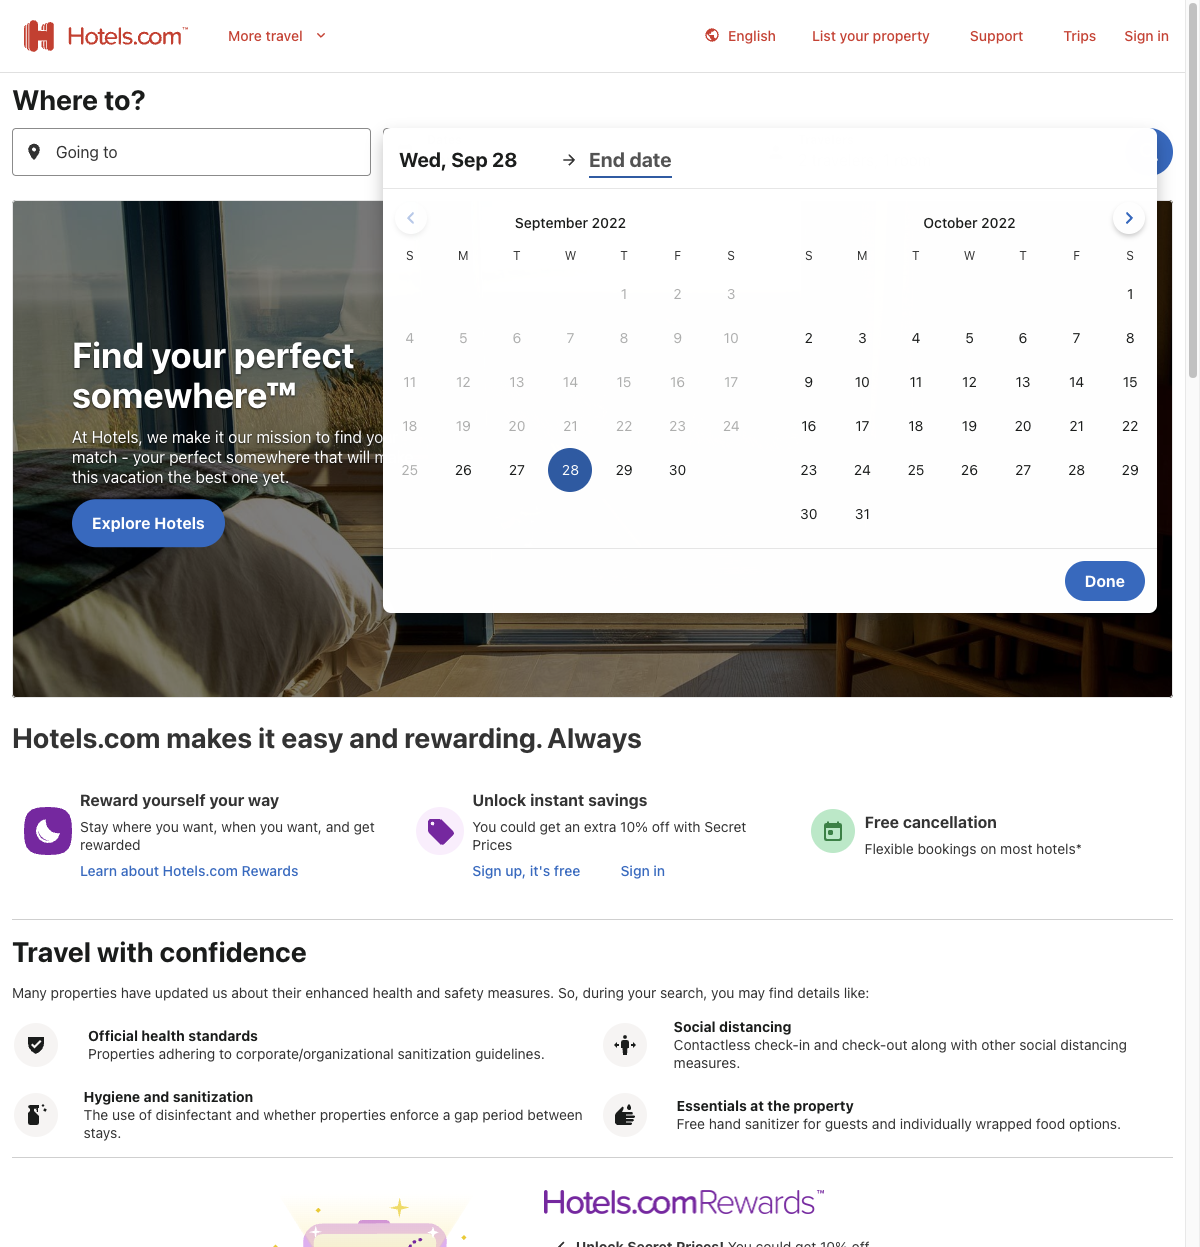 Hotels.com™
More travel
English
List your property
Support
Trips
Sign in
Where to?
Going to
Wed, Sep 28
End date
September 2022
S M T W T F S
1 2 3
4 5 6 7 8 9 10
11 12 13 14 15 16 17
18 19 20 21 22 23 24
25 26 27 28 29 30
October 2022
S M T W T F S
1
2 3 4 5 6 7 8
9 10 11 12 13 14 15
16 17 18 19 20 21 22
23 24 25 26 27 28 29
30 31
Done
Find your perfect
somewhere™
At Hotels, we make it our mission to find yo
match - your perfect somewhere that will
this vacation the best one yet.
Explore Hotels
Hotels.com makes it easy and rewarding. Always
Reward yourself your way
Stay where you want, when you want, and get
rewarded
Learn about Hotels.com Rewards
Unlock instant savings
You could get an extra 10% off with Secret
Prices
Sign up, it's free
Sign in
Free cancellation
Flexible bookings on most hotels*
Travel with confidence
Many properties have updated us about their enhanced health and safety measures. So, during your search, you may find details like:
Official health standards
Properties adhering to corporate/organizational sanitization guidelines.
Social distancing
Contactless check-in and check-out along with other social distancing
measures.
Hygiene and sanitization
The use of disinfectant and whether properties enforce a gap period between
stays.
Essentials at the property
Free hand sanitizer for guests and individually wrapped food options.
Hotels.com Rewards™
Unlock Secret Prices! You could get 10% off